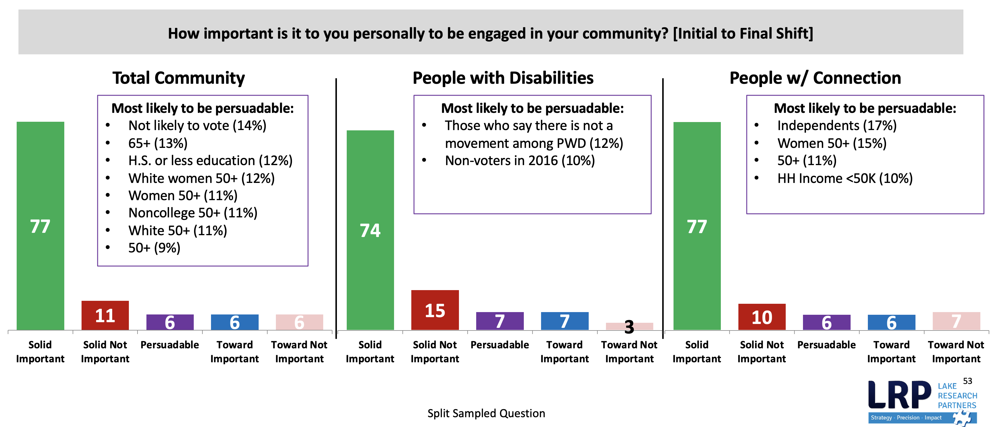 How important is it to you personally to be engaged in your community? [Initial to Final Shift]
Total Community
Most likely to be persuadable:
• Not likely to vote (14%)
• 65+ (13%)
• H.S. or less education (12%)
• White women 50+ (12%)
• Women 50+ (11%)
• Noncollege 50+ (11%)
• White 50+ (11%)
• 50+ (9%)
77
11
6
6
6
Solid
Important
Solid Not
Important
Persuadable
Toward
Important
Toward Not
Important
People with Disabilities
Most likely to be persuadable:
• Those who say there is not a
movement among PWD (12%)
• Non-voters in 2016 (10%)
74
15
7
7
3
Solid
Important
Solid Not
Important
Persuadable
Toward
Important
Toward Not
Important
People w/ Connection
Most likely to be persuadable:
• Independents (17%)
• Women 50+ (15%)
• 50+ (11%)
• HH Income <50K (10%)
77
10
6
6
7
Solid
Important
Solid Not
Important
Persuadable
Toward
Important
Toward Not
Important
Split Sampled Question
53
LRP
LAKE
RESEARCH
PARTNERS
Strategy · Precision · Impact